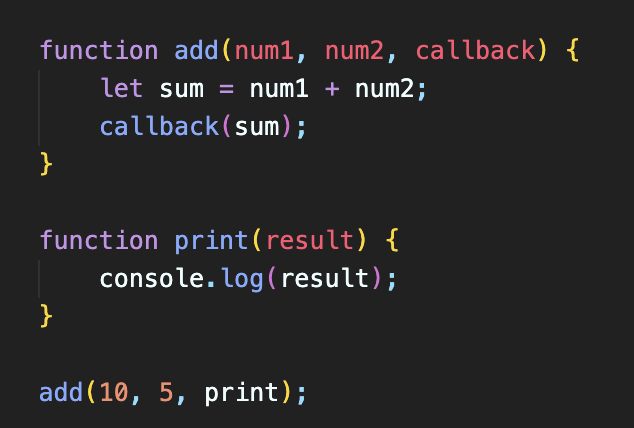 function add(num1, num2, callback) {
    let sum = num1 + num2;
    callback(sum);
}
function print(result) {
    console.log(result);
}
add(10, 5, print);